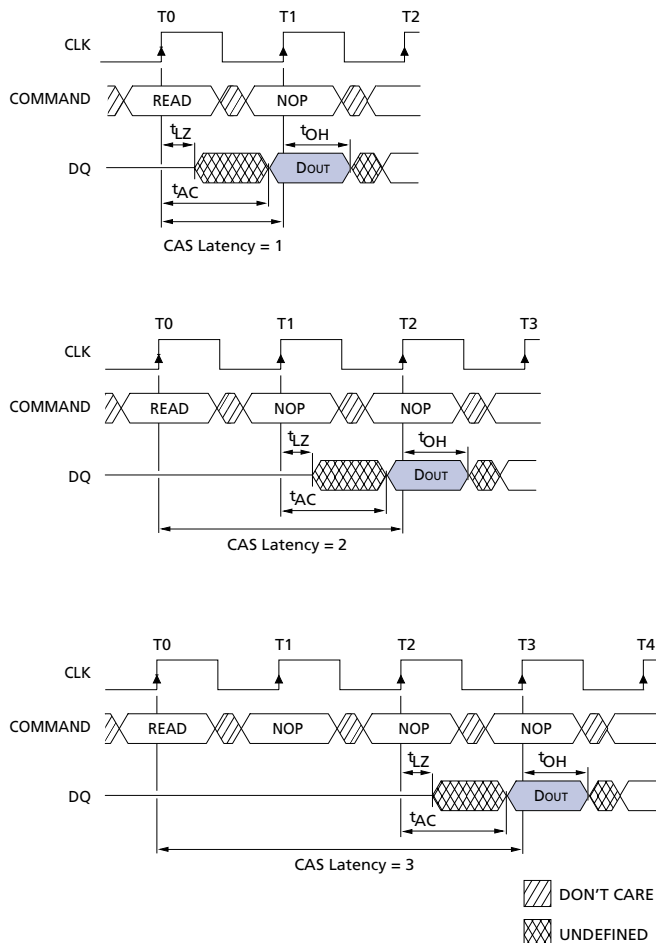 T0 T1 T2
CLK
COMMAND READ NOP
tLZ tOH
DQ DOUT
tAC
CAS Latency = 1
T0 T1 T2 T3
CLK
COMMAND READ NOP NOP
tLZ tOH
DQ DOUT
tAC
CAS Latency = 2
T0 T1 T2 T3 T4
CLK
COMMAND READ NOP NOP NOP
tLZ tOH
DQ DOUT
tAC
CAS Latency = 3
DON'T CARE
UNDEFINED